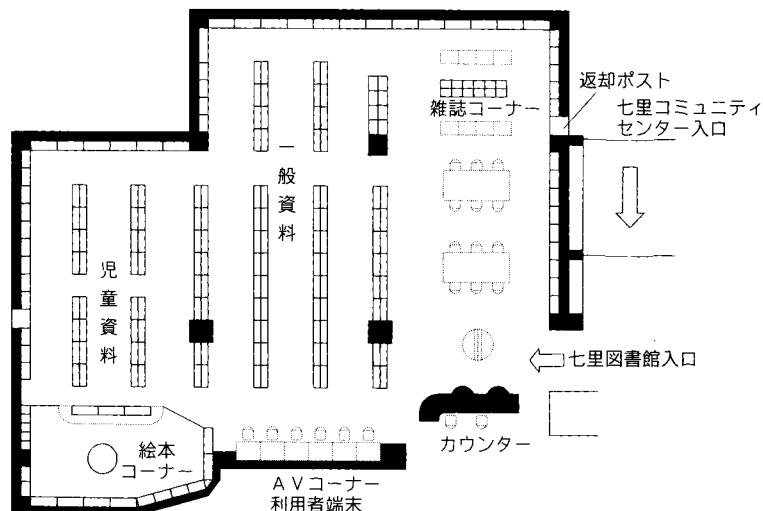 返却ポスト
七里コミュニティ
センター入口
雑誌コーナー
一般資料
児童資料
七里図書館入口
カウンター
絵本
コーナー
AVコーナー
利用者端末